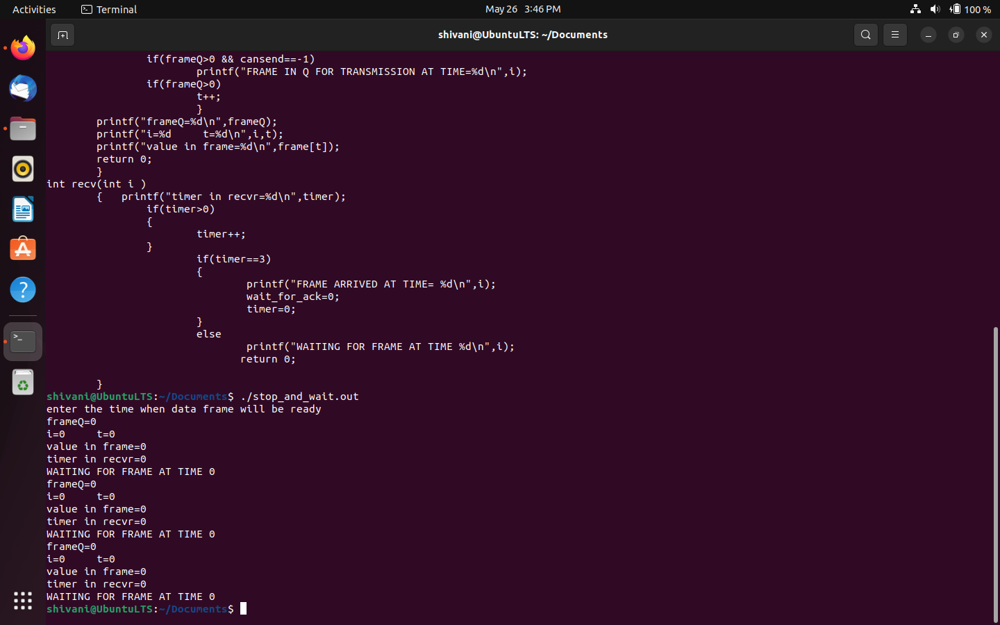 Activities
Terminal
May 26 3:46 PM
100 %
shivani@UbuntuLTS: ~/Documents
if(frameQ>0 && cansend==-1)
printf("FRAME IN Q FOR TRANSMISSION AT TIME=%d\n",i);
if(frameQ>0)
t++;
}
printf("frameQ=%d\n",frameQ);
printf("i=%d     t=%d\n",i,t);
printf("value in frame=%d\n",frame[t]);
return 0;
}
int recv(int i )
{   printf("timer in recvr=%d\n",timer);
if(timer>0)
{
timer++;
}
if(timer==3)
{
printf("FRAME ARRIVED AT TIME= %d\n",i);
wait_for_ack=0;
timer=0;
}
else
printf("WAITING FOR FRAME AT TIME %d\n",i);
return 0;
}
shivani@UbuntuLTS:~/Documents$ ./stop_and_wait.out
enter the time when data frame will be ready
frameQ=0
i=0     t=0
value in frame=0
timer in recvr=0
WAITING FOR FRAME AT TIME 0
frameQ=0
i=0     t=0
value in frame=0
timer in recvr=0
WAITING FOR FRAME AT TIME 0
frameQ=0
i=0     t=0
value in frame=0
timer in recvr=0
WAITING FOR FRAME AT TIME 0
shivani@UbuntuLTS:~/Documents$